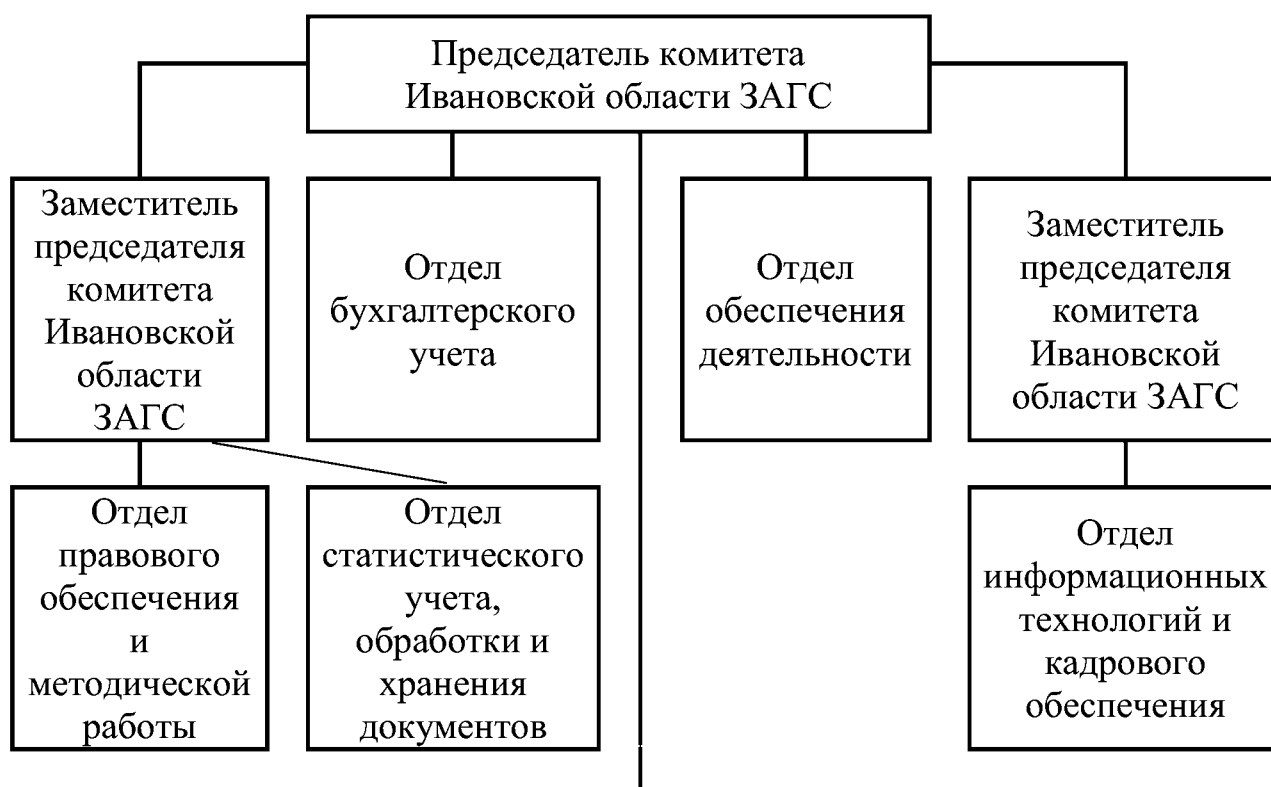 Председатель комитета
Ивановской области ЗАГС
Заместитель
председателя
комитета
Ивановской
области
ЗАГС
Отдел
бухгалтерского
учета
Отдел
обеспечения
деятельности
Заместитель
председателя
комитета
Ивановской
области ЗАГС
Отдел
правового
обеспечения
и
методической
работы
Отдел
статистического
учета,
обработки и
хранения
документов
Отдел
информационных
технологий и
кадрового
обеспечения